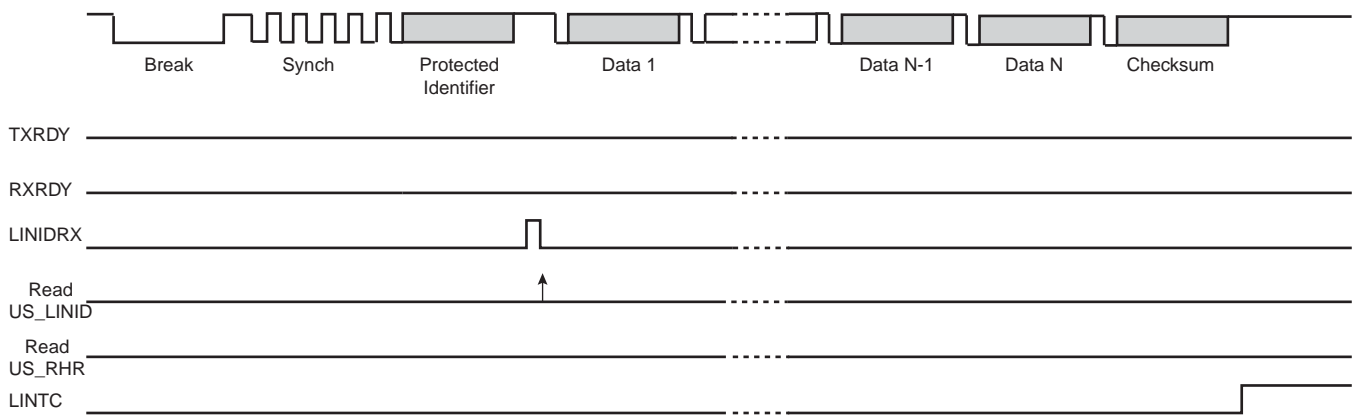 Break
Synch
Protected
Identifier
Data 1
Data N-1
Data N
Checksum
TXRDY
RXRDY
LINIDRX
Read
US_LINID
Read
US_RHR
LINTC